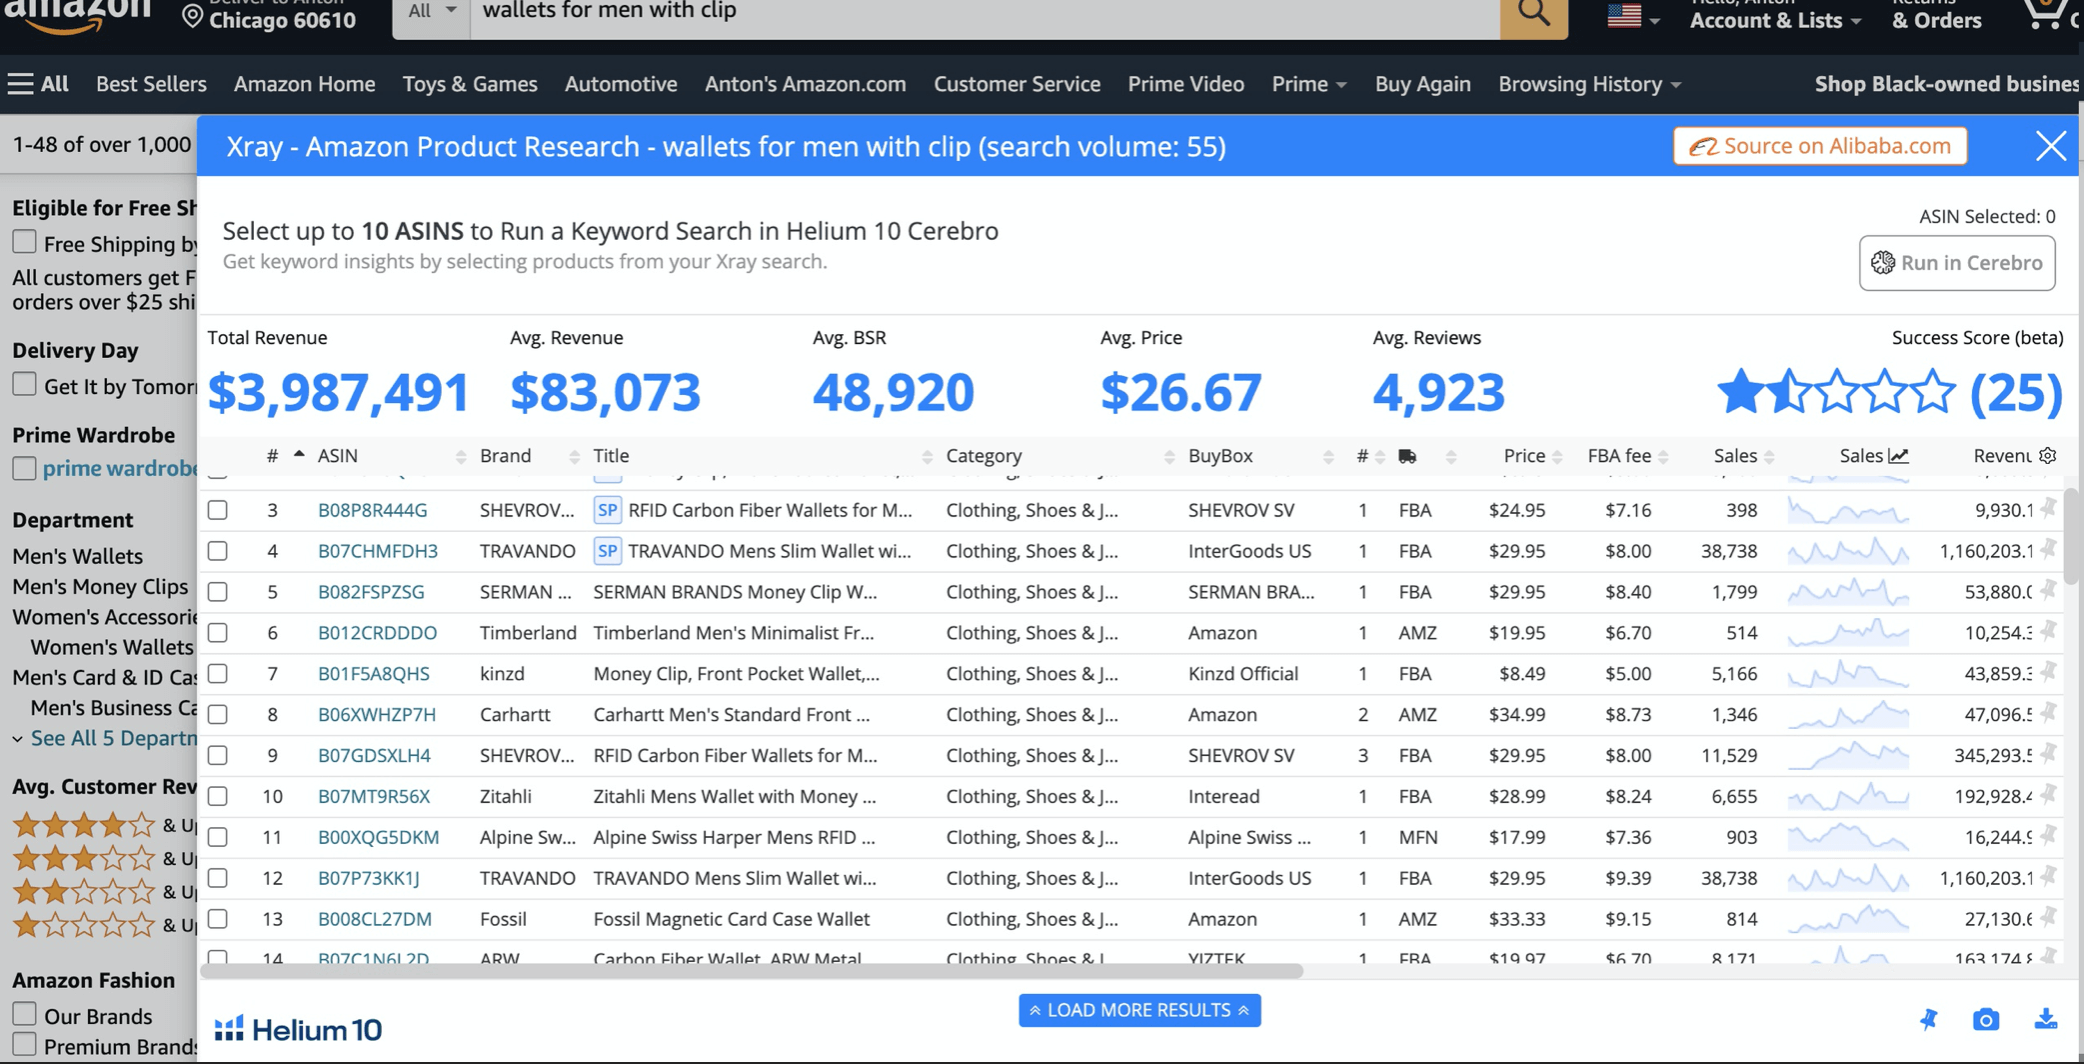 amazon
Deliver to Anton
Chicago 60610
All
wallets for men with clip
Hello, Anton
Account & Lists
Returns
& Orders
All Best Sellers Amazon Home Toys & Games Automotive Anton's Amazon.com Customer Service Prime Video Prime Buy Again Browsing History Shop Black-owned busines
1-48 of over 1,000
Xray - Amazon Product Research - wallets for men with clip (search volume: 55)
Source on Alibaba.com
Select up to 10 ASINS to Run a Keyword Search in Helium 10 Cerebro
Get keyword insights by selecting products from your Xray search.
ASIN Selected: 0
Run in Cerebro
Eligible for Free Sh
Free Shipping by
All customers get F
orders over $25 shi
Delivery Day
Get It by Tomorr
Prime Wardrobe
prime wardrobe
Department
Men's Wallets
Men's Money Clips
Women's Accessorie
Women's Wallets
Men's Card & ID Cas
Men's Business Ca
See All 5 Departn
Avg. Customer Rev
& Up
& Up
& Up
& Up
Amazon Fashion
Our Brands
Premium Brands
Total Revenue Avg. Revenue Avg. BSR Avg. Price Avg. Reviews Success Score (beta)
$3,987,491 $83,073 48,920 $26.67 4,923 (25)
# ASIN Brand Title Category BuyBox # Price FBA fee Sales Sales Revenu
3 B08P8R444G SHEVROV... SP RFID Carbon Fiber Wallets for M... Clothing, Shoes & J... SHEVROV SV 1 FBA $24.95 $7.16 398 9,930.1
4 B07CHMFDH3 TRAVANDO SP TRAVANDO Mens Slim Wallet wi... Clothing, Shoes & J... InterGoods US 1 FBA $29.95 $8.00 38,738 1,160,203.1
5 B082FSPZSG SERMAN ... SERMAN BRANDS Money Clip W... Clothing, Shoes & J... SERMAN BRA... 1 FBA $29.95 $8.40 1,799 53,880.0
6 B012CRDDDO Timberland Timberland Men's Minimalist Fr... Clothing, Shoes & J... Amazon 1 AMZ $19.95 $6.70 514 10,254.3
7 B01F5A8QHS kinzd Money Clip, Front Pocket Wallet,... Clothing, Shoes & J... Kinzd Official 1 FBA $8.49 $5.00 5,166 43,859.3
8 B06XWHZP7H Carhartt Carhartt Men's Standard Front ... Clothing, Shoes & J... Amazon 2 AMZ $34.99 $8.73 1,346 47,096.5
9 B07GDSXLH4 SHEVROV... RFID Carbon Fiber Wallets for M... Clothing, Shoes & J... SHEVROV SV 3 FBA $29.95 $8.00 11,529 345,293.5
10 B07MT9R56X Zitahli Zitahli Mens Wallet with Money ... Clothing, Shoes & J... Interead 1 FBA $28.99 $8.24 6,655 192,928.4
11 B00XQG5DKM Alpine Sw... Alpine Swiss Harper Mens RFID ... Clothing, Shoes & J... Alpine Swiss ... 1 MFN $17.99 $7.36 903 16,244.9
12 B07P73KK1J TRAVANDO TRAVANDO Mens Slim Wallet wi... Clothing, Shoes & J... InterGoods US 1 FBA $29.95 $9.39 38,738 1,160,203.1
13 B008CL27DM Fossil Fossil Magnetic Card Case Wallet Clothing, Shoes & J... Amazon 1 AMZ $33.33 $9.15 814 27,130.6
14 B07C1N6L2D ARW Carbon Fiber Wallet, ARW Metal Clothing, Shoes & J YIZTEK 1 FBA $19.97 $6.70 8,171 163,174.8
LOAD MORE RESULTS
Helium 10